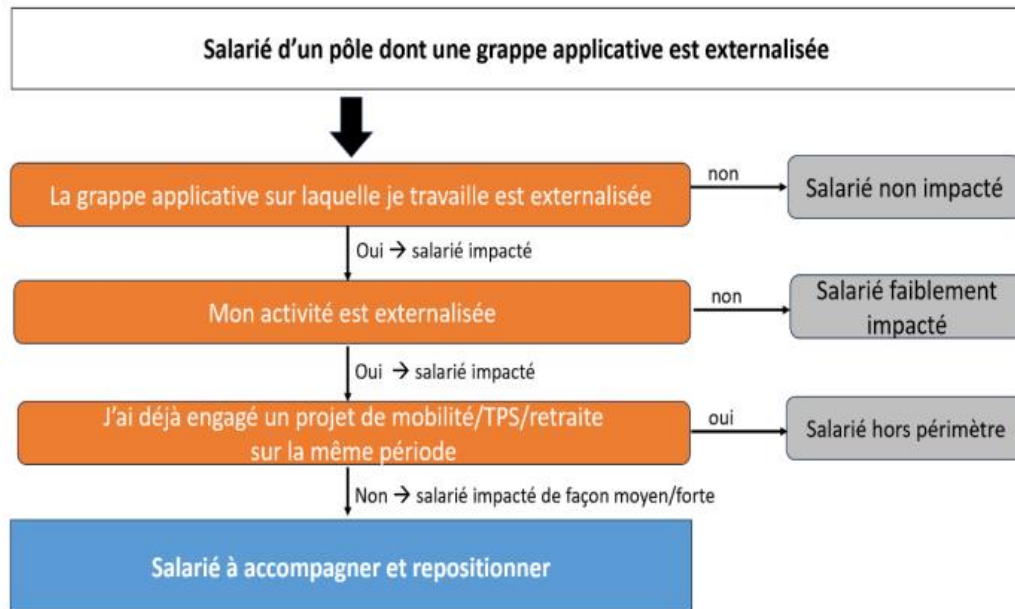 Salarié d'un pôle dont une grappe applicative est externalisée
La grappe applicative sur laquelle je travaille est externalisée
non
Salarié non impacté
Oui → salarié impacté
Mon activité est externalisée
non
Salarié faiblement
impacté
Oui → salarié impacté
J'ai déjà engagé un projet de mobilité/TPS/retraite
sur la même période
oui
Salarié hors périmètre
Non → salarié impacté de façon moyen/forte
Salarié à accompagner et repositionner